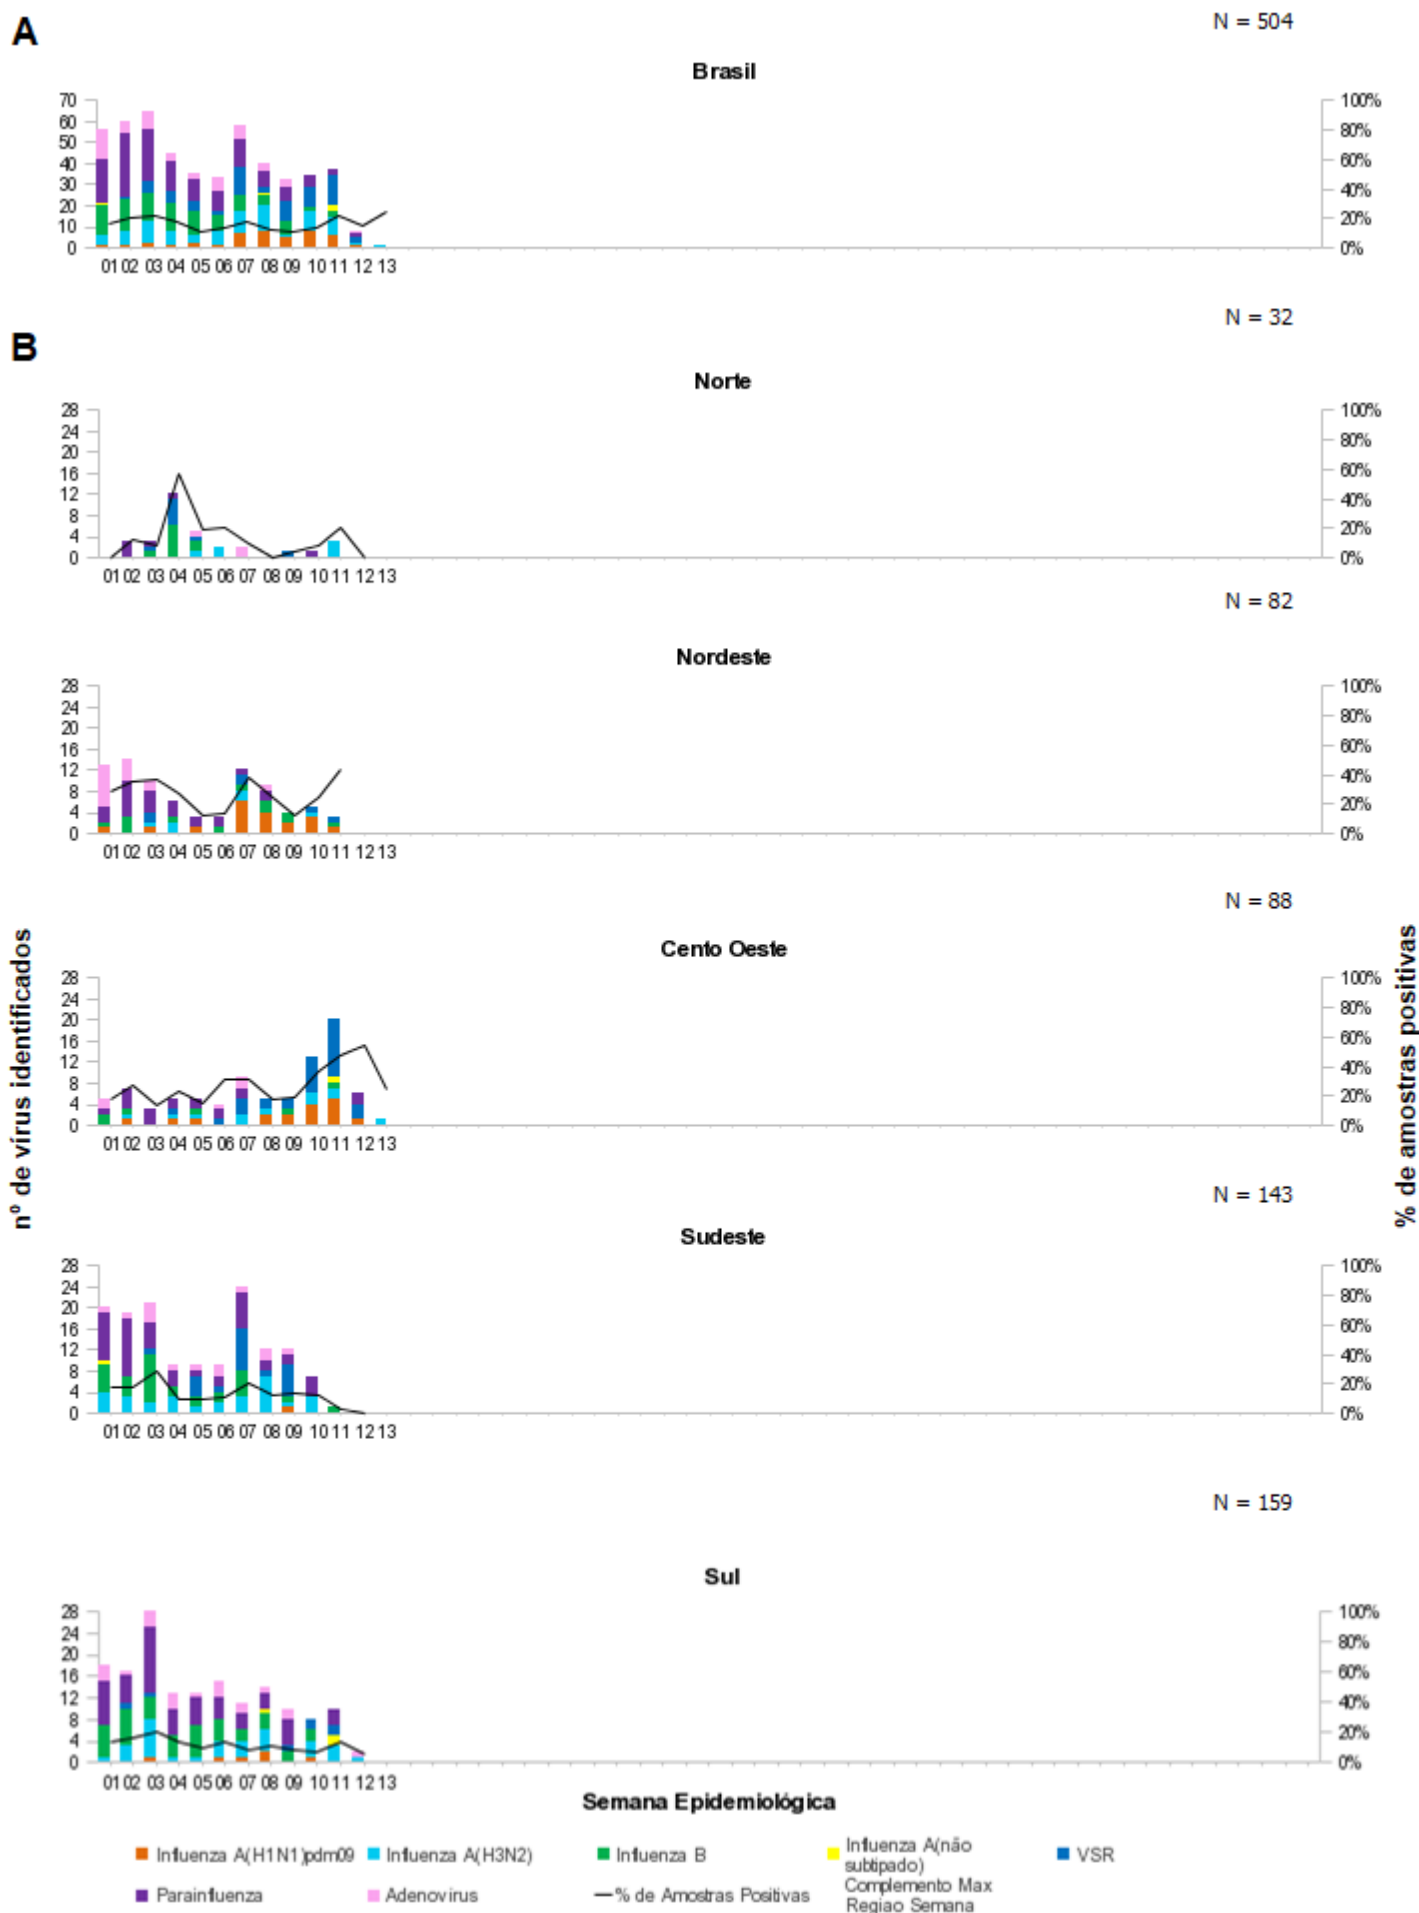 A
N = 504
Brasil
70
60
50
40
30
20
10
0
100%
80%
60%
40%
20%
0%
01 02 03 04 05 06 07 08 09 10 11 12 13
N = 32
B
Norte
28
24
20
16
12
8
4
0
100%
80%
60%
40%
20%
0%
01 02 03 04 05 06 07 08 09 10 11 12 13
N = 82
Nordeste
28
24
20
16
12
8
4
0
100%
80%
60%
40%
20%
0%
01 02 03 04 05 06 07 08 09 10 11 12 13
N = 88
Cento Oeste
28
24
20
16
12
8
4
0
100%
80%
60%
40%
20%
0%
01 02 03 04 05 06 07 08 09 10 11 12 13
nº de vírus identificados
% de amostras positivas
N = 143
Sudeste
28
24
20
16
12
8
4
0
100%
80%
60%
40%
20%
0%
01 02 03 04 05 06 07 08 09 10 11 12 13
N = 159
Sul
28
24
20
16
12
8
4
0
100%
80%
60%
40%
20%
0%
01 02 03 04 05 06 07 08 09 10 11 12 13
Semana Epidemiológica
Influenza A(H1N1)pdm09
Influenza A(H3N2)
Influenza B
Influenza A(não
subtipado)
VSR
Parainfluenza
Adenovírus
% de Amostras Positivas
Complemento Max
Regiao Semana